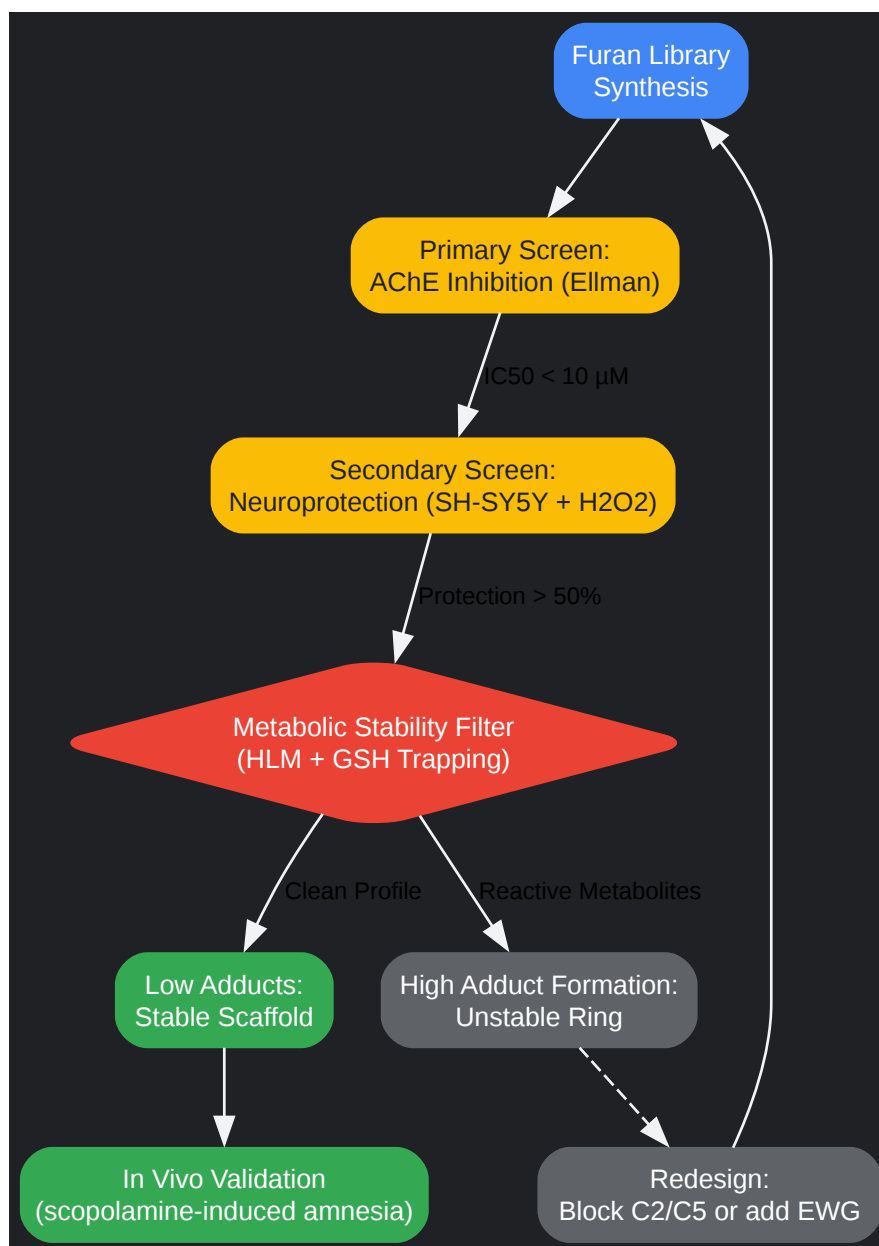 Furan Library
Synthesis
Primary Screen:
AChE Inhibition (Ellman)
IC50 < 10 µM
Secondary Screen:
Neuroprotection (SH-SY5Y + H2O2)
Protection > 50%
Metabolic Stability Filter
(HLM + GSH Trapping)
Clean Profile
Reactive Metabolites
Low Adducts:
Stable Scaffold
High Adduct Formation:
Unstable Ring
In Vivo Validation
(scopolamine-induced amnesia)
Redesign:
Block C2/C5 or add EWG